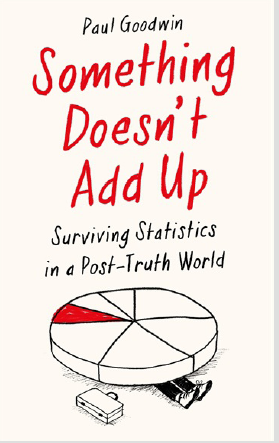 Paul Goodwin
Something
Doesn't
Add Up
Surviving Statistics
in a Post-Truth World